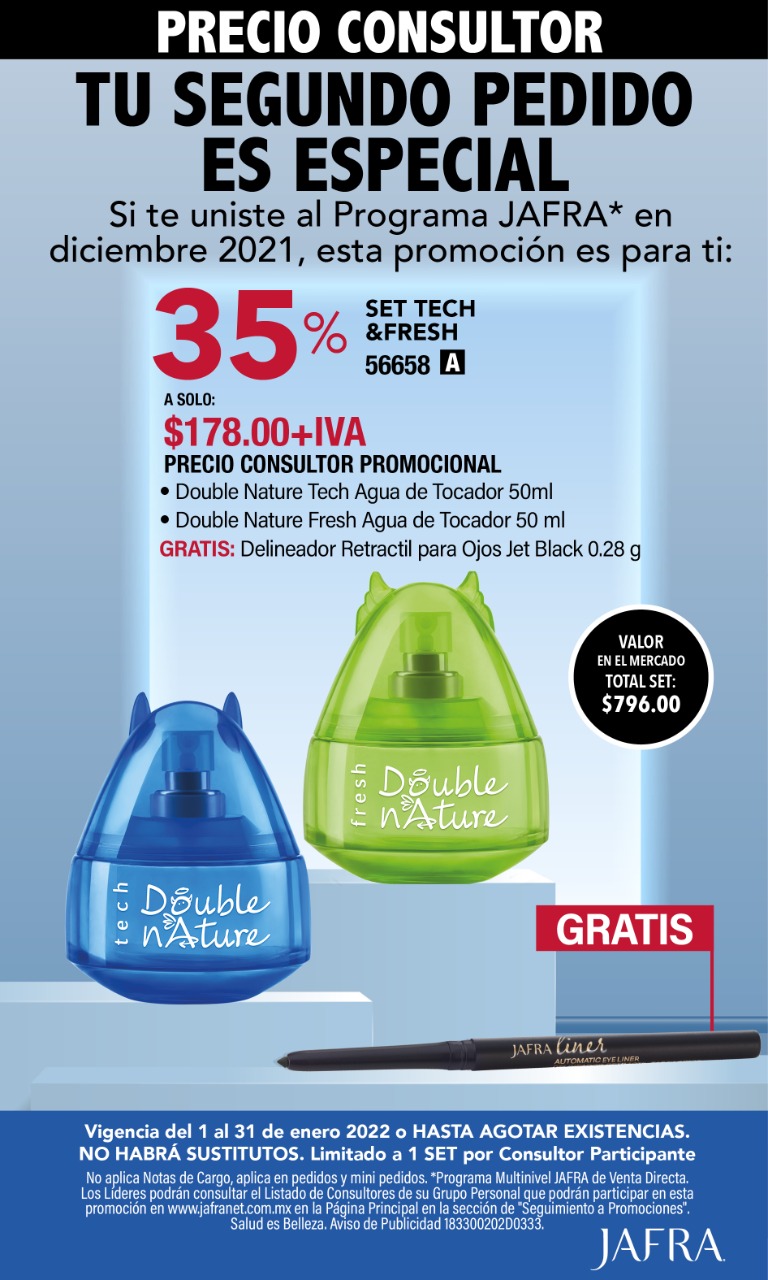 PRECIO CONSULTOR
TU SEGUNDO PEDIDO
ES ESPECIAL
Si te uniste al Programa JAFRA* en
diciembre 2021, esta promoción es para ti:
35%
SET TECH
&FRESH
56658 A
A SOLO:
$178.00+IVA
PRECIO CONSULTOR PROMOCIONAL
• Double Nature Tech Agua de Tocador 50ml
• Double Nature Fresh Agua de Tocador 50 ml
GRATIS: Delineador Retractil para Ojos Jet Black 0.28 g
VALOR
EN EL MERCADO
TOTAL SET:
$796.00
fresh
Double
nAture
tech
Double
nAture
GRATIS
JAFRA liner
AUTOMATIC EYE LINER
Vigencia del 1 al 31 de enero 2022 o HASTA AGOTAR EXISTENCIAS.
NO HABRÁ SUSTITUTOS. Limitado a 1 SET por Consultor Participante
No aplica Notas de Cargo, aplica en pedidos y mini pedidos. *Programa Multinivel JAFRA de Venta Directa.
Los Líderes podrán consultar el Listado de Consultores de su Grupo Personal que podrán participar en esta
promoción en www.jafranet.com.mx en la Página Principal en la sección de "Seguimiento a Promociones".
Salud es Belleza. Aviso de Publicidad 183300202D0333.
JAFRA